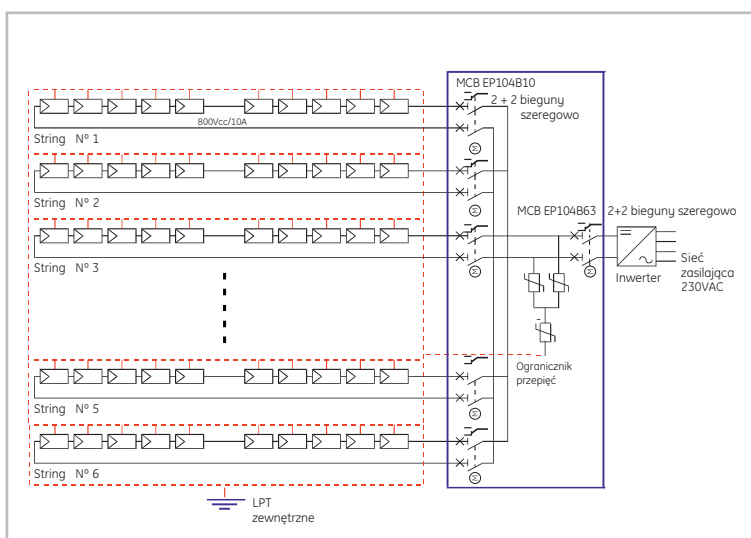 MCB EP104B10
2 + 2 bieguny
szeregowo
800Vcc/10A
String Nº 1
String Nº 2
MCB EP104B63 2+2 bieguny szeregowo
String Nº 3
Inwerter
Sieć
zasilająca
230VAC
Ogranicznik
przepięć
String Nº 5
String Nº 6
LPT
zewnętrzne